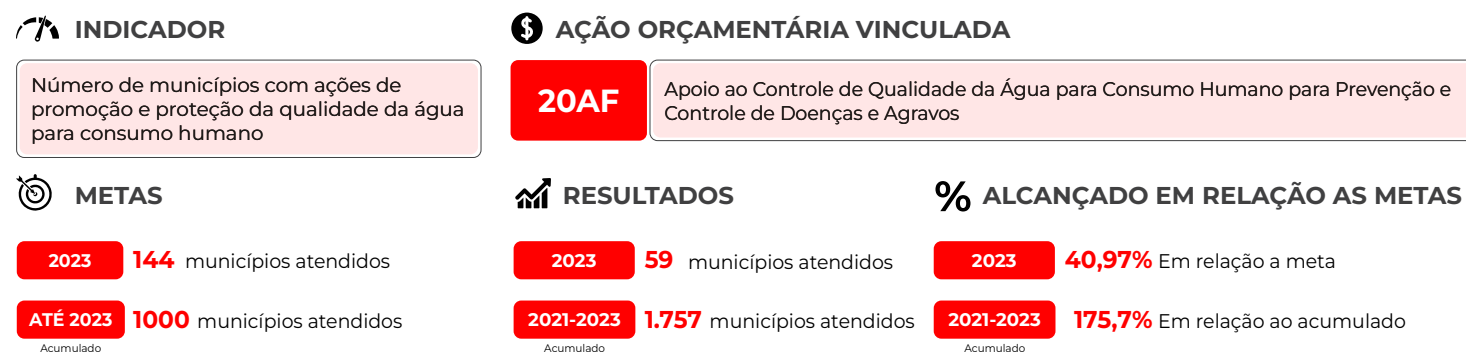 INDICADOR
Número de municípios com ações de
promoção e proteção da qualidade da água
para consumo humano
$ AÇÃO ORÇAMENTÁRIA VINCULADA
20AF
Apoio ao Controle de Qualidade da Água para Consumo Humano para Prevenção e
Controle de Doenças e Agravos
METAS
2023 144 municípios atendidos
ATÉ 2023 1000 municípios atendidos
Acumulado
RESULTADOS
2023 59 municípios atendidos
2021-2023 1.757 municípios atendidos
Acumulado
% ALCANÇADO EM RELAÇÃO AS METAS
2023 40,97% Em relação a meta
2021-2023 175,7% Em relação ao acumulado
Acumulado